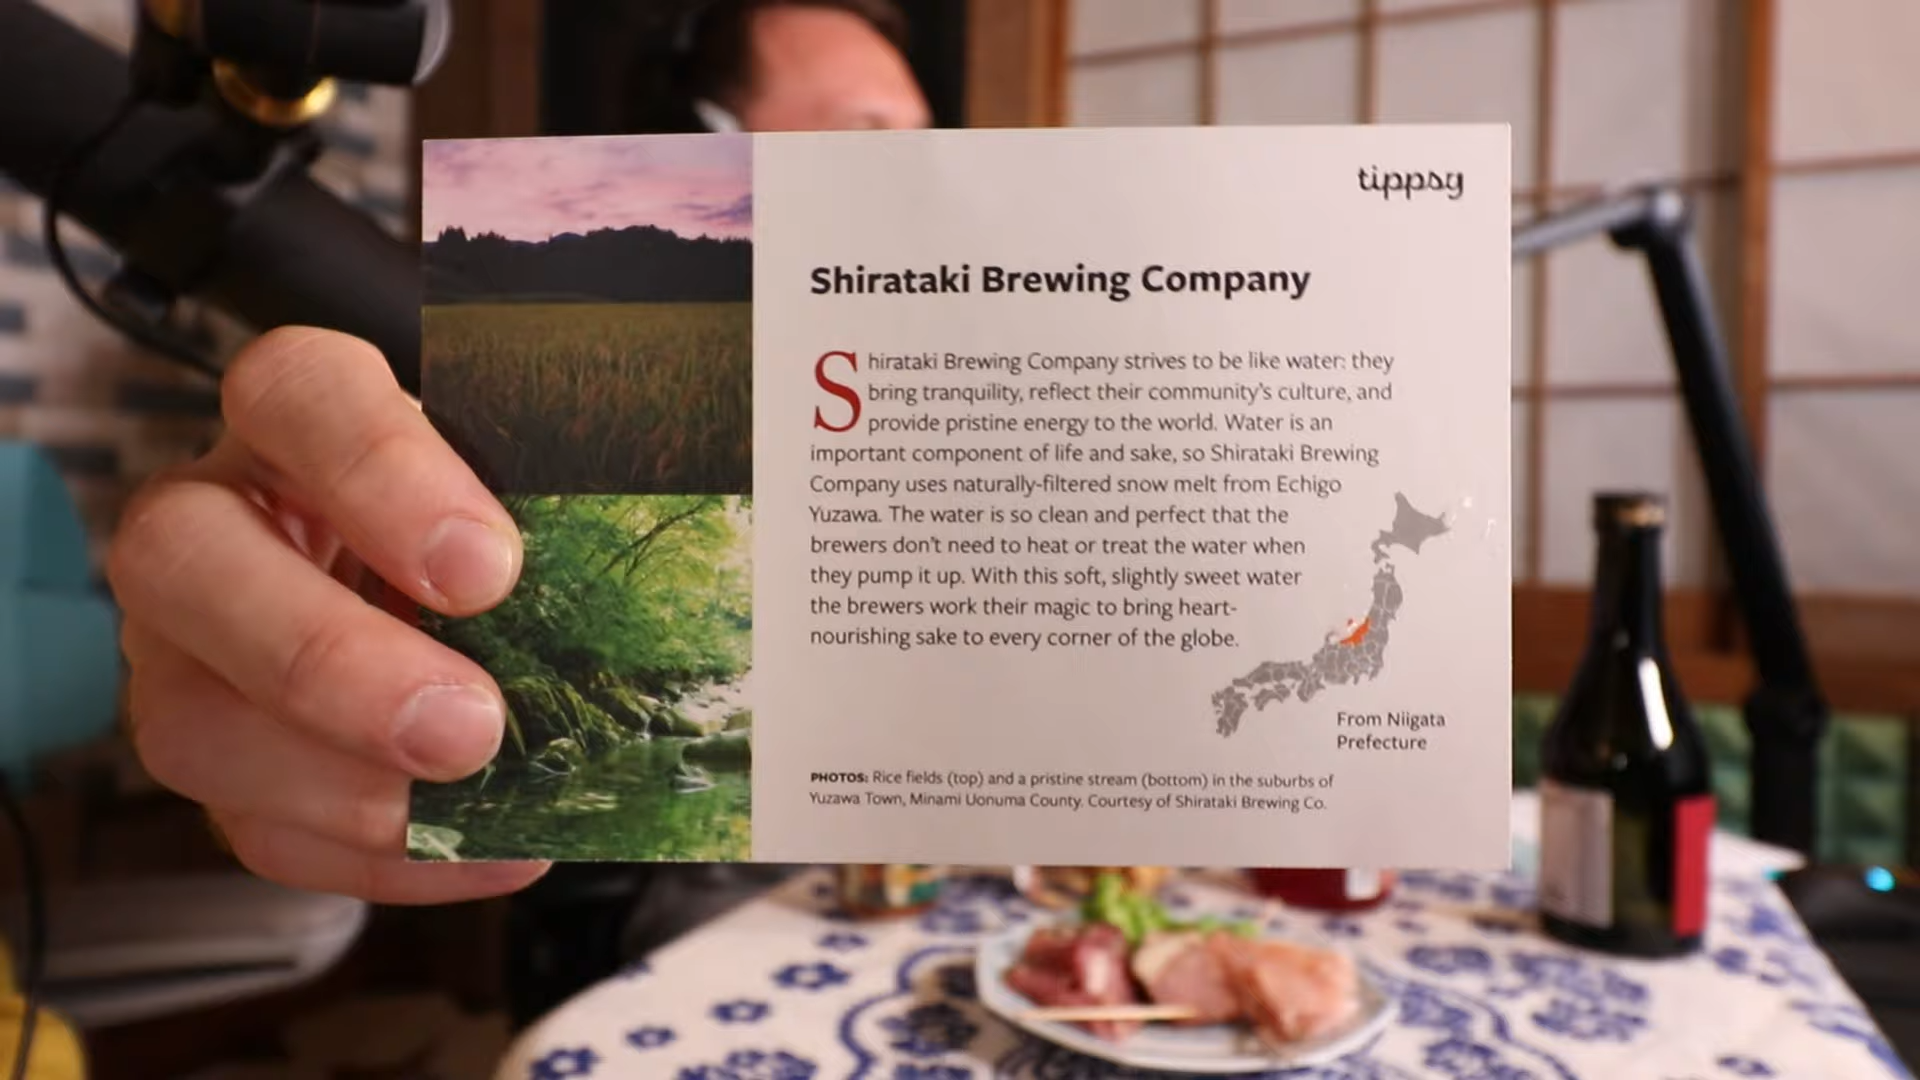 tippsy
Shirataki Brewing Company
Shirataki Brewing Company strives to be like water: they
bring tranquility, reflect their community's culture, and
provide pristine energy to the world. Water is an
important component of life and sake, so Shirataki Brewing
Company uses naturally-filtered snow melt from Echigo
Yuzawa. The water is so clean and perfect that the
brewers don't need to heat or treat the water when
they pump it up. With this soft, slightly sweet water
the brewers work their magic to bring heart-
nourishing sake to every corner of the globe.
From Niigata
Prefecture
PHOTOS: Rice fields (top) and a pristine stream (bottom) in the suburbs of
Yuzawa Town, Minami Uonuma County. Courtesy of Shirataki Brewing Co.